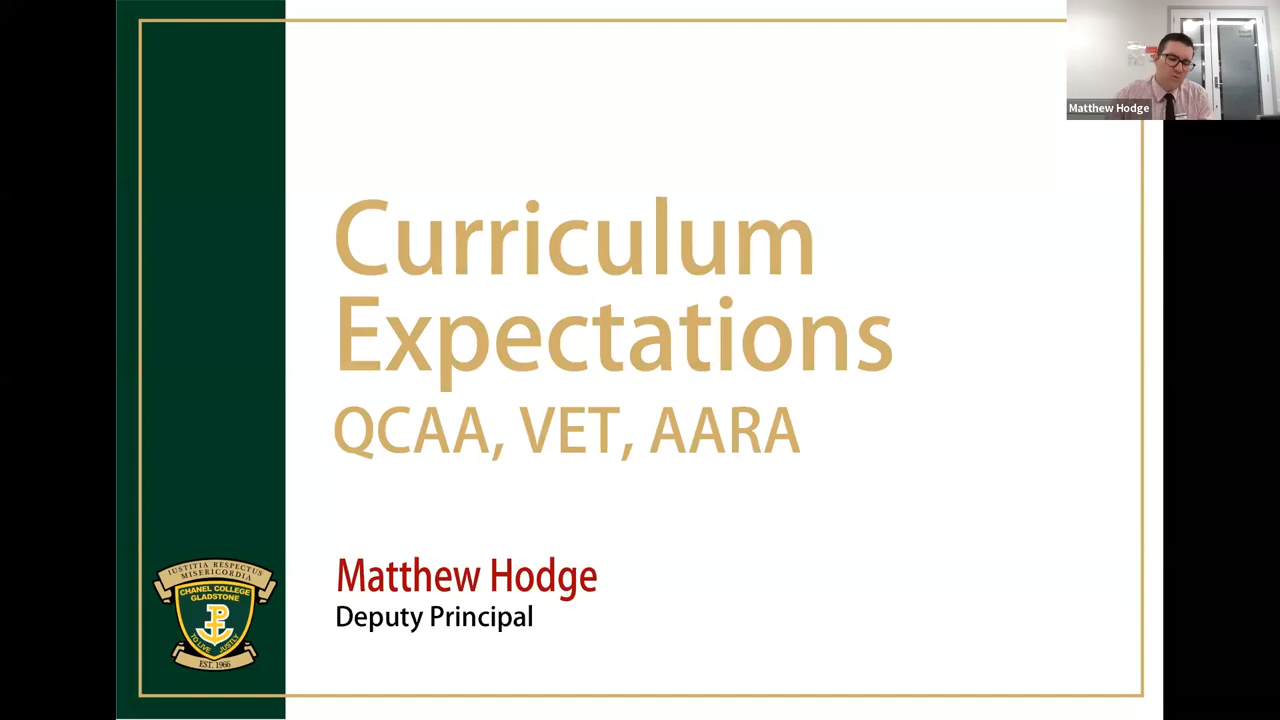 Matthew Hodge
Curriculum
Expectations
QCAA, VET, AARA
Matthew Hodge
Deputy Principal
IUSTITIA RESPECTUS
MISERICORDIA
CHANEL COLLEGE
GLADSTONE
TO LIVE JUSTLY
EST. 1966